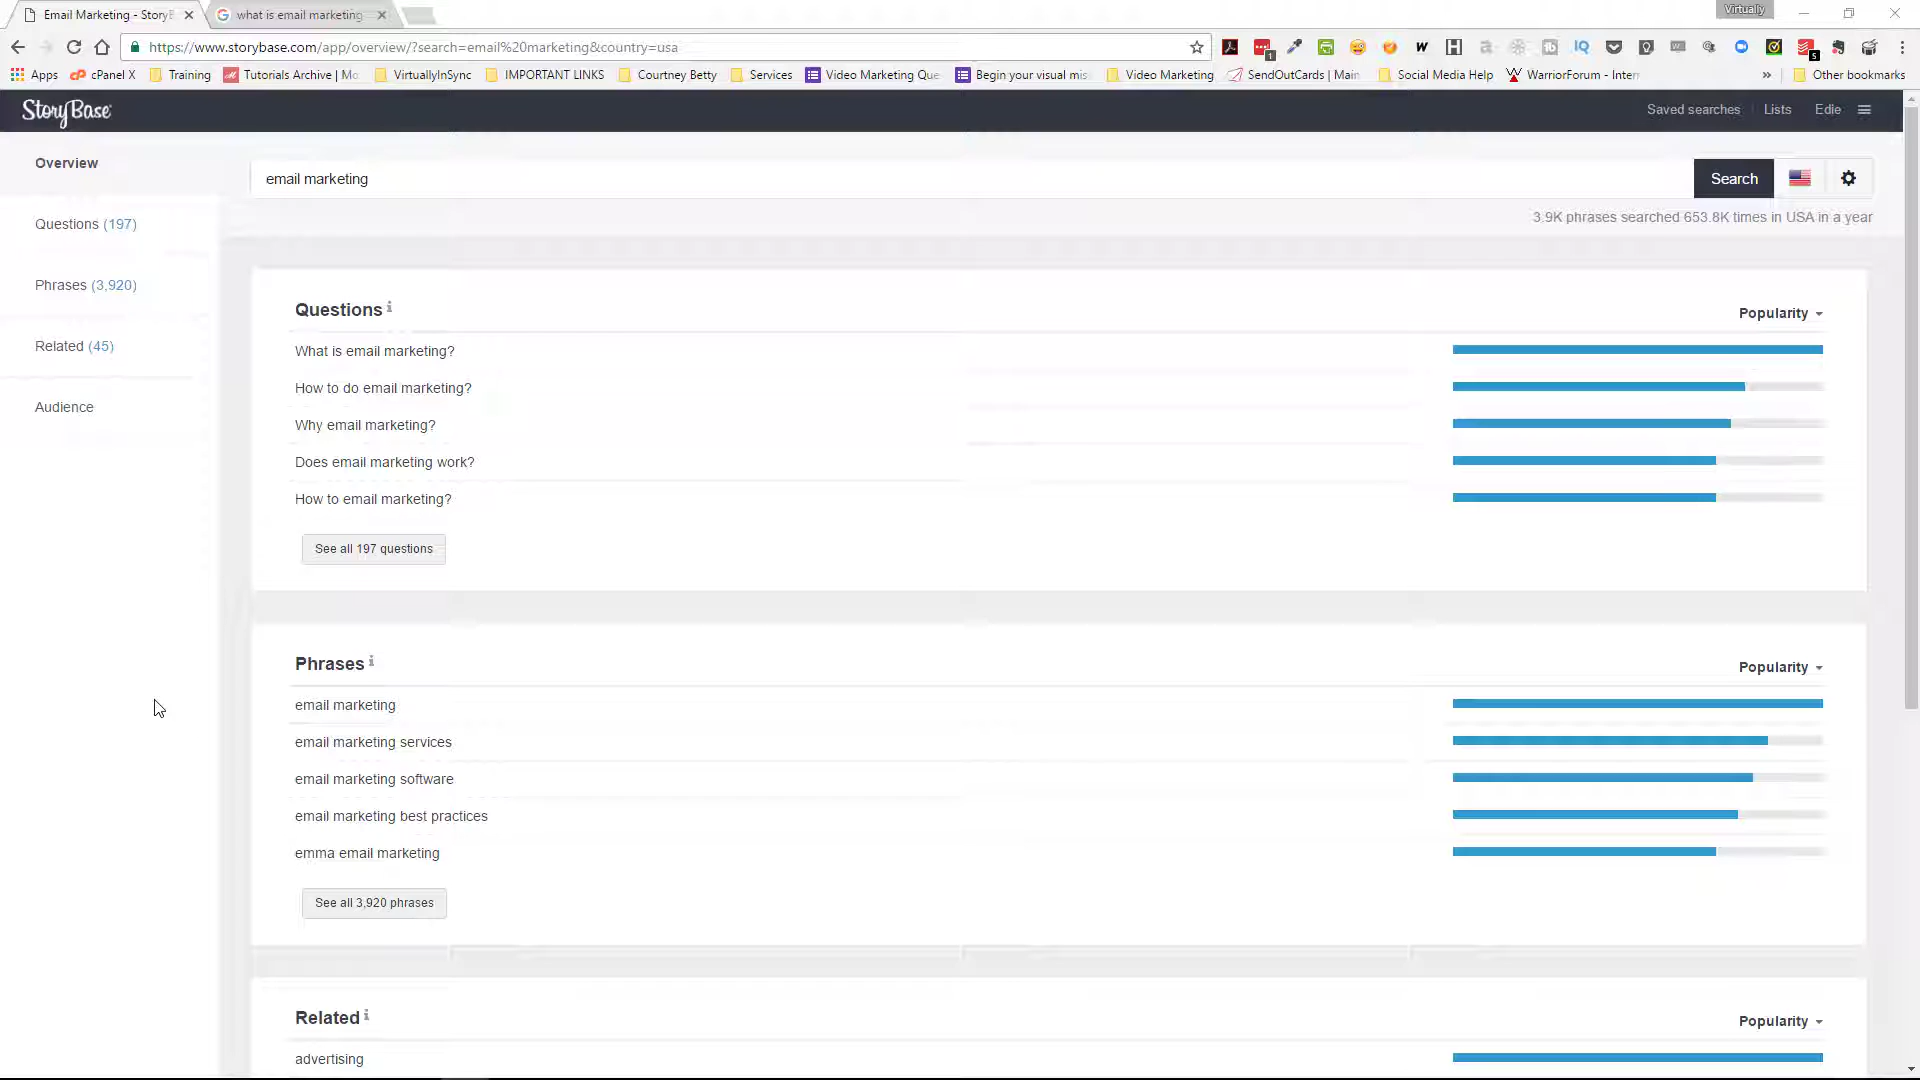 Email Marketing - StoryB
what is email marketing
Virtually
https://www.storybase.com/app/overview/?search=email%20marketing&country=usa
Apps
cPanel X
Training
Tutorials Archive | Mo
VirtuallyInSync
IMPORTANT LINKS
Courtney Betty
Services
Video Marketing Que
Begin your visual mis
Video Marketing
SendOutCards | Main
Social Media Help
WarriorForum - Inter
» Other bookmarks
StoryBase
Saved searches
Lists
Edie
Overview
email marketing
Search
3.9K phrases searched 653.8K times in USA in a year
Questions (197)
Phrases (3,920)
Related (45)
Audience
Questions
Popularity
What is email marketing?
How to do email marketing?
Why email marketing?
Does email marketing work?
How to email marketing?
See all 197 questions
Phrases
Popularity
email marketing
email marketing services
email marketing software
email marketing best practices
emma email marketing
See all 3,920 phrases
Related
Popularity
advertising